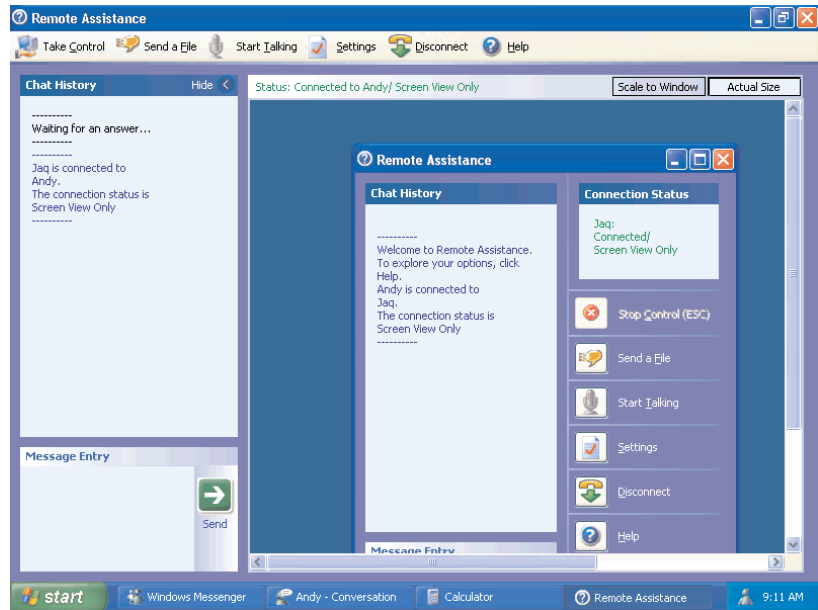 Remote Assistance
Take Control Send a File Start Talking Settings Disconnect Help
Chat History Hide
Status: Connected to Andy/ Screen View Only
Scale to Window Actual Size
----------
Waiting for an answer...
----------
----------
Jaq is connected to
Andy.
The connection status is
Screen View Only
----------
Message Entry
Send
Remote Assistance
Chat History
----------
Welcome to Remote Assistance.
To explore your options, click
Help.
Andy is connected to
Jaq.
The connection status is
Screen View Only
----------
Message Entry
Connection Status
Jaq:
Connected/
Screen View Only
Stop Control (ESC)
Send a File
Start Talking
Settings
Disconnect
Help
start Windows Messenger Andy - Conversation Calculator Remote Assistance 9:11 AM